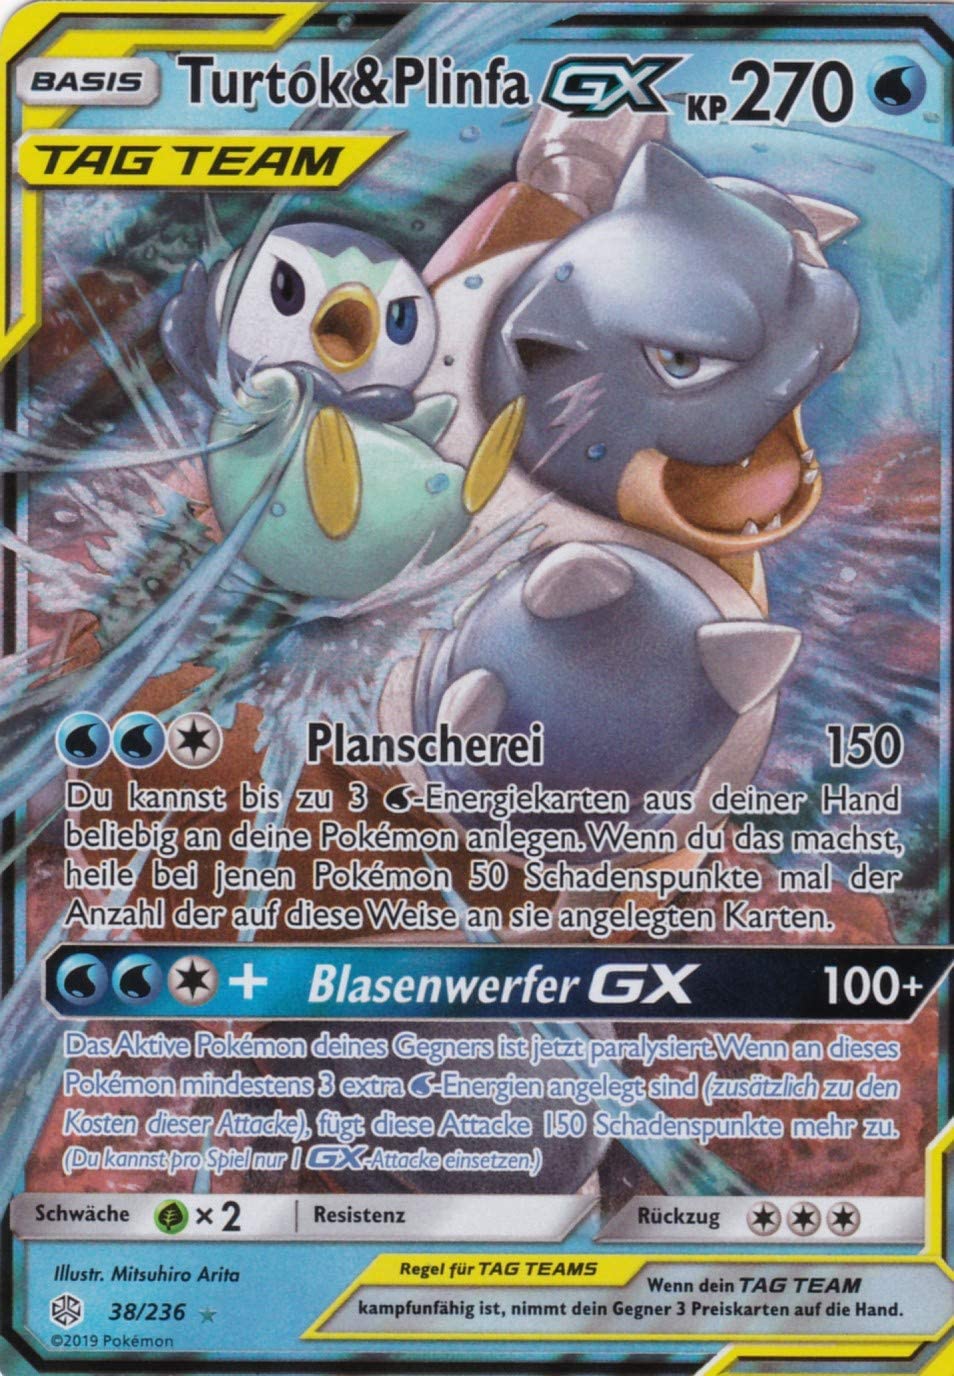 BASIS Turtok&Plinfa GX KP 270
TAG TEAM
Planscherei 150
Du kannst bis zu 3 -Energiekarten aus deiner Hand
beliebig an deine Pokémon anlegen. Wenn du das machst,
heile bei jenen Pokémon 50 Schadenspunkte mal der
Anzahl der auf diese Weise an sie angelegten Karten.
+ Blasenwerfer GX 100+
Das Aktive Pokémon deines Gegners ist jetzt paralysiert. Wenn an dieses
Pokémon mindestens 3 extra -Energien angelegt sind (zusätzlich zu den
Kosten dieser Attacke), fügt diese Attacke 150 Schadenspunkte mehr zu.
(Du kannst pro Spiel nur 1 GX-Attacke einsetzen.)
Schwäche ×2 Resistenz Rückzug
Illustr. Mitsuhiro Arita
38/236
©2019 Pokémon
Regel für TAG TEAMS
Wenn dein TAG TEAM
kampfunfähig ist, nimmt dein Gegner 3 Preiskarten auf die Hand.